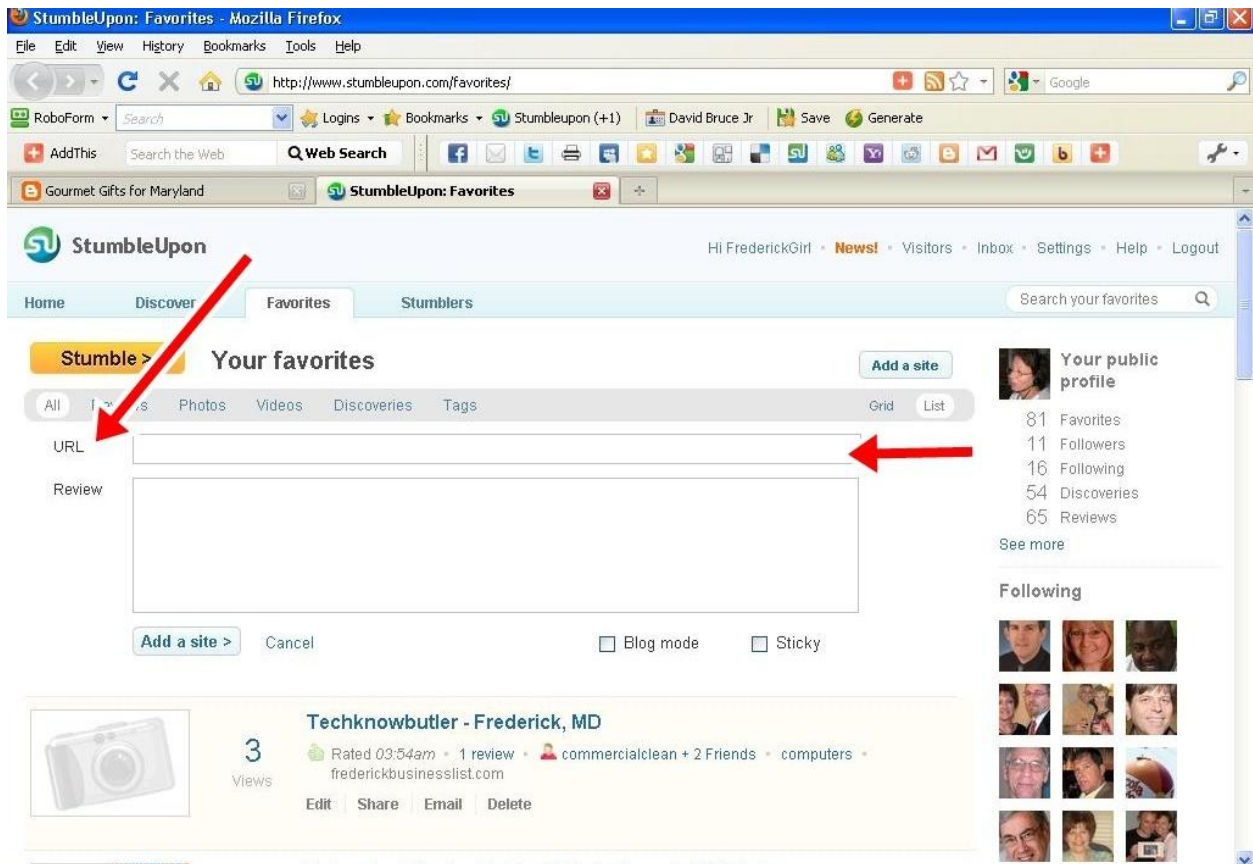 StumbleUpon: Favorites - Mozilla Firefox
File Edit View History Bookmarks Tools Help
http://www.stumbleupon.com/favorites/ Google
RoboForm Search Logins Bookmarks Stumbleupon (+1) David Bruce Jr Save Generate
AddThis Search the Web Web Search
Gourmet Gifts for Maryland StumbleUpon: Favorites
StumbleUpon
Hi FrederickGirl News! Visitors Inbox Settings Help Logout
Home Discover Favorites Stumblers Search your favorites
Stumble > Your favorites Add a site
All Photos Videos Discoveries Tags Grid List
URL
Review
Add a site > Cancel Blog mode Sticky
Techknowbutler - Frederick, MD
3 Views
Rated 03:54am 1 review commercialclean + 2 Friends computers
frederickbusinesslist.com
Edit Share Email Delete
Your public
profile
81 Favorites
11 Followers
16 Following
54 Discoveries
65 Reviews
See more
Following